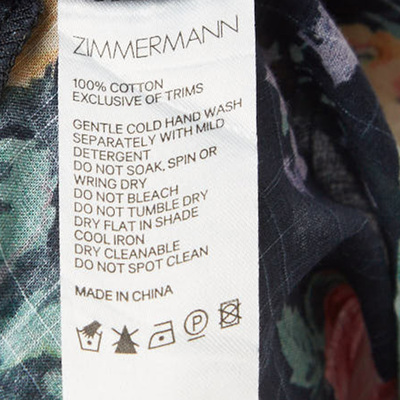 ZIMMERMANN
100% COTTON
EXCLUSIVE OF TRIMS
GENTLE COLD HAND WASH
SEPARATELY WITH MILD
DETERGENT
DO NOT SOAK, SPIN OR
WRING DRY
DO NOT BLEACH
DO NOT TUMBLE DRY
DRY FLAT IN SHADE
COOL IRON
DRY CLEANABLE
DO NOT SPOT CLEAN
MADE IN CHINA
P